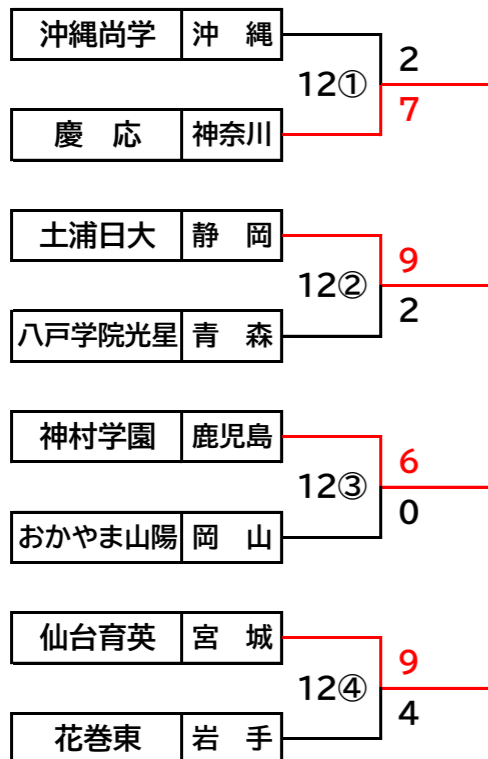 沖縄尚学 沖　縄
12① 2
7
慶　応 神奈川
土浦日大 静　岡
12② 9
2
八戸学院光星 青　森
神村学園 鹿児島
12③ 6
0
おかやま山陽 岡　山
仙台育英 宮　城
12④ 9
4
花巻東 岩　手